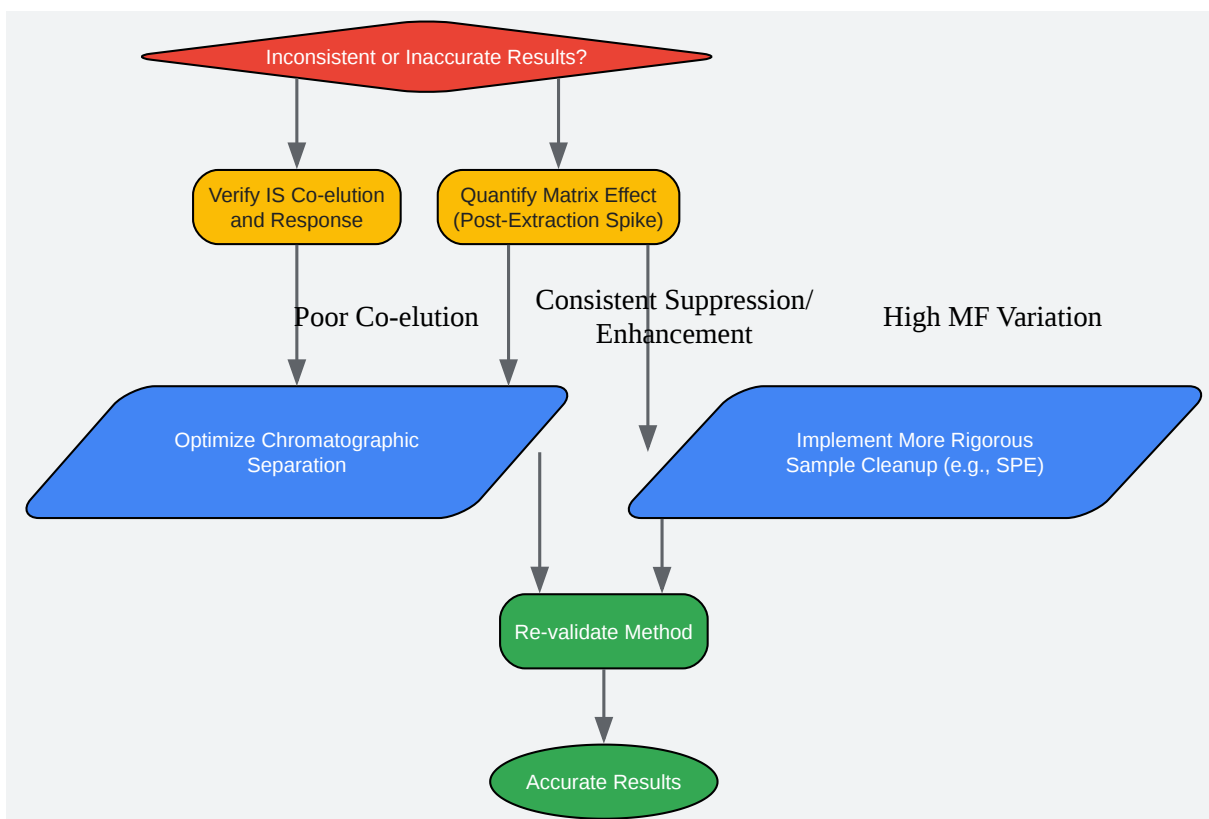 Inconsistent or Inaccurate Results?
Verify IS Co-elution
and Response
Quantify Matrix Effect
(Post-Extraction Spike)
Poor Co-elution
Consistent Suppression/
Enhancement
High MF Variation
Optimize Chromatographic
Separation
Implement More Rigorous
Sample Cleanup (e.g., SPE)
Re-validate Method
Accurate Results